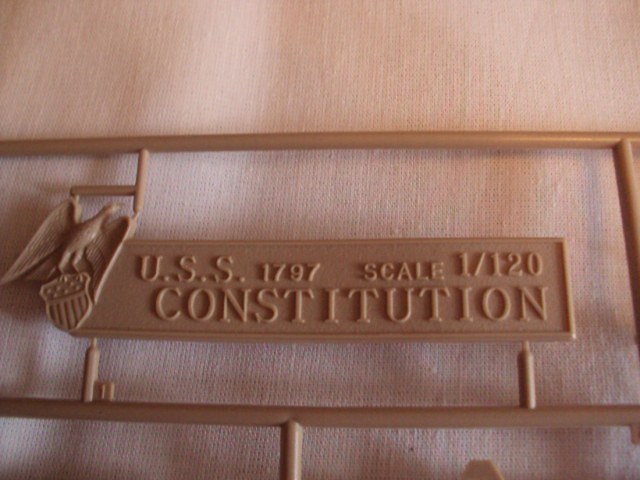 U.S.S. 1797 SCALE 1/120
CONSTITUTION